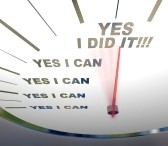 YES
I DID IT!!!
YES I CAN
YES I CAN
YES I CAN
YES I CAN